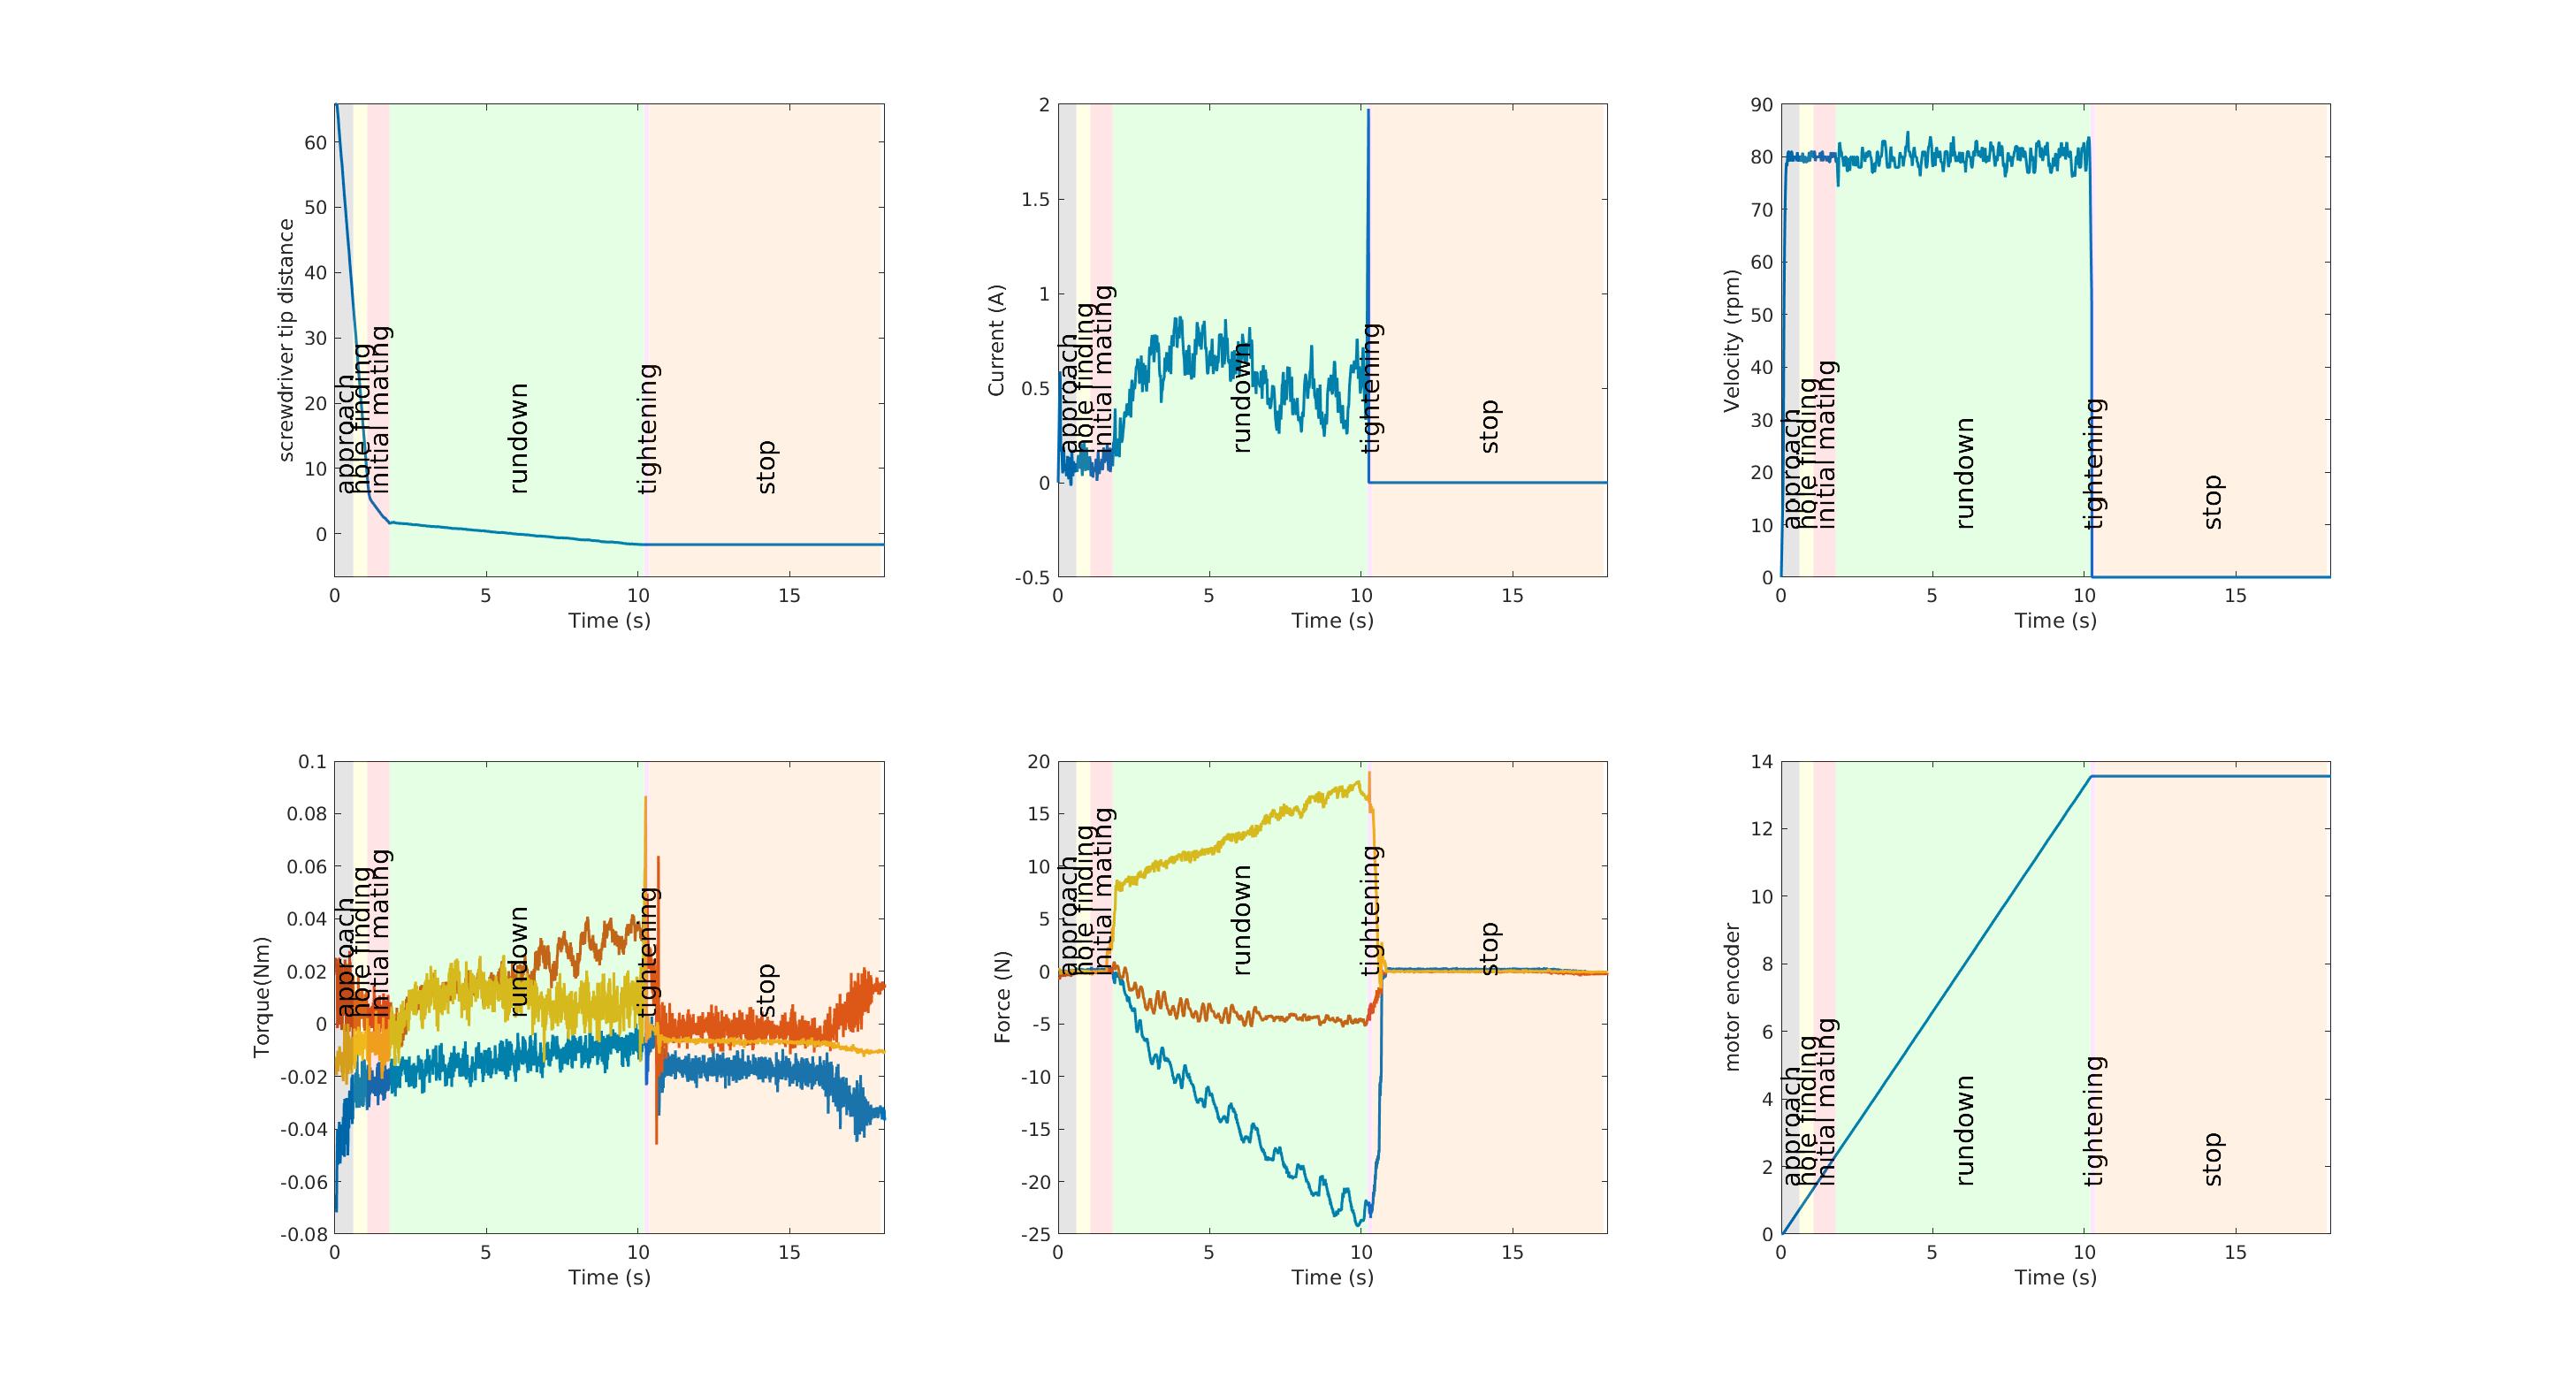 screwdriver tip distance
60
50
40
30
20
10
0
approach
hole finding
initial mating
rundown
tightening
stop
0 5 10 15
Time (s)
Current (A)
2
1.5
1
0.5
0
-0.5
approach
hole finding
initial mating
rundown
tightening
stop
0 5 10 15
Time (s)
Velocity (rpm)
90
80
70
60
50
40
30
20
10
0
approach
hole finding
initial mating
rundown
tightening
stop
0 5 10 15
Time (s)
Torque(Nm)
0.1
0.08
0.06
0.04
0.02
0
-0.02
-0.04
-0.06
-0.08
approach
hole finding
initial mating
rundown
tightening
stop
0 5 10 15
Time (s)
Force (N)
20
15
10
5
0
-5
-10
-15
-20
-25
approach
hole finding
initial mating
rundown
tightening
stop
0 5 10 15
Time (s)
motor encoder
14
12
10
8
6
4
2
0
approach
hole finding
initial mating
rundown
tightening
stop
0 5 10 15
Time (s)